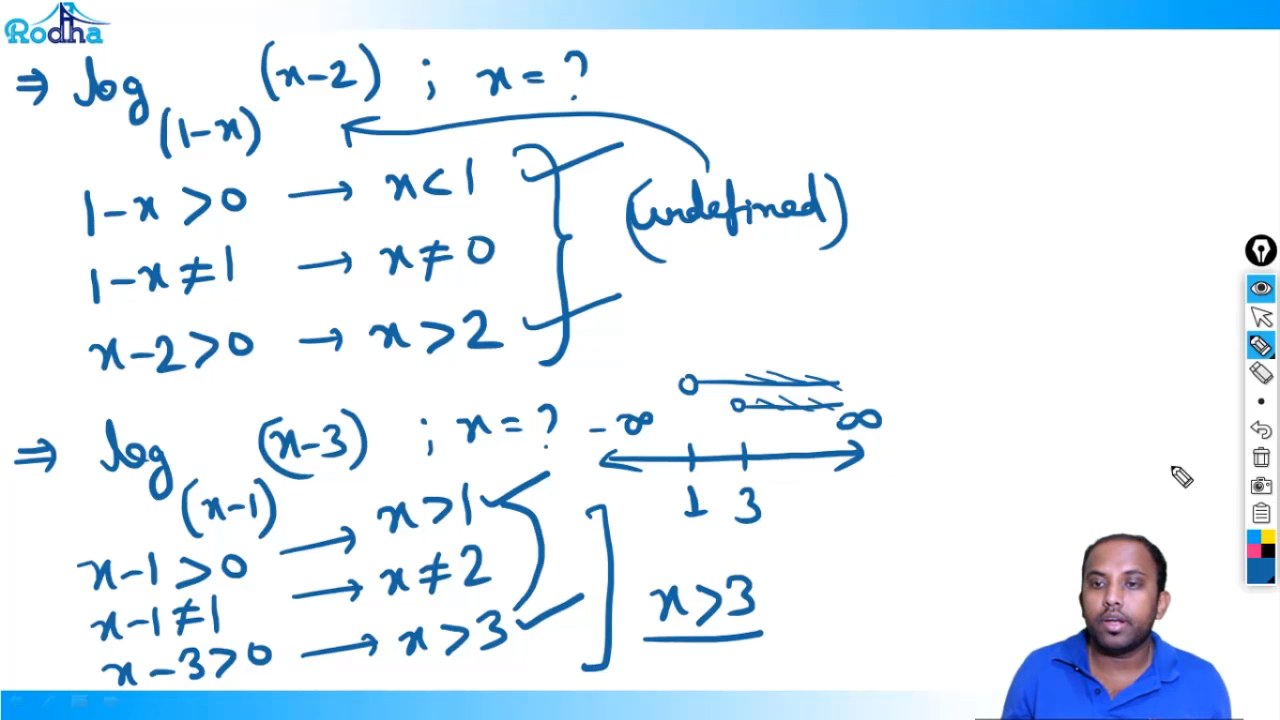 Rodha
⇒ log (1-x) (x-2) ; x = ?
1-x > 0 → x < 1
(undefined)
1-x ≠ 1 → x ≠ 0
x-2 > 0 → x > 2
⇒ log (x-1) (x-3) ; x = ?
-∞ ∞
1 3
x-1 > 0 → x > 1
x-1 ≠ 1 → x ≠ 2
x-3 > 0 → x > 3
x > 3